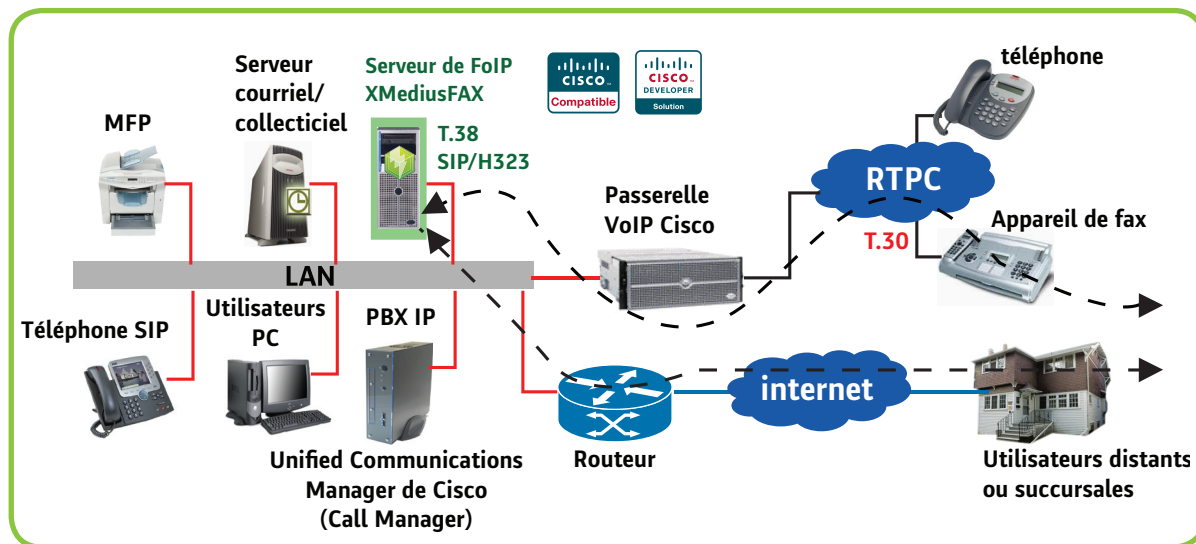 MFP
Serveur
courriel/
collecticiel
Serveur de FoIP
XMediusFAX
T.38
SIP/H323
CISCO
Compatible
CISCO
DEVELOPER
Solution
téléphone
RTPC
Passerelle
VoIP Cisco
T.30
Appareil de fax
LAN
Téléphone SIP
Utilisateurs
PC
PBX IP
Unified Communications
Manager de Cisco
(Call Manager)
Routeur
internet
Utilisateurs distants
ou succursales